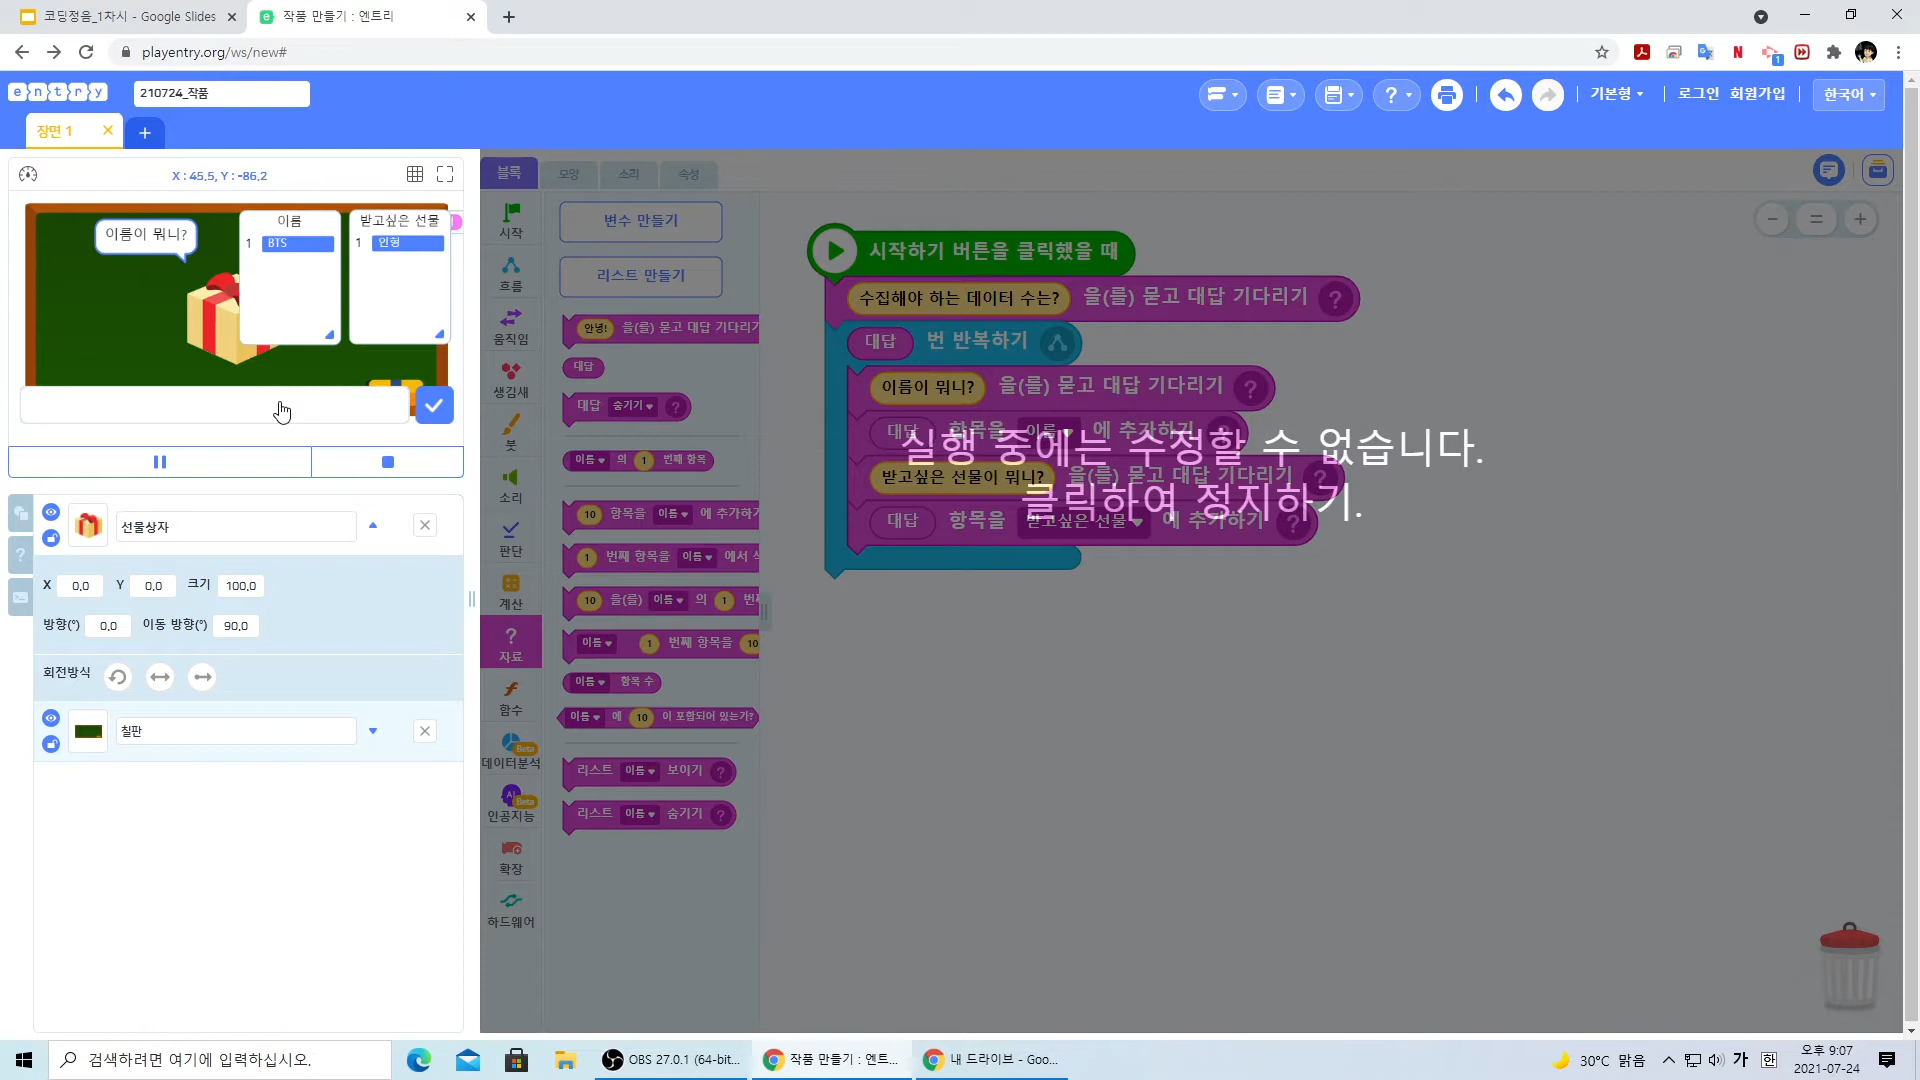 코딩정음_1차시 - Google Slides
작품 만들기 : 엔트리
playentry.org/ws/new#
entry
210724_작품
기본형
로그인
회원가입
한국어
장면 1
X : 45.5, Y : -86.2
이름이 뭐니?
이름
1 BTS
받고싶은 선물
1 인형
선물상자
X 0.0 Y 0.0 크기 100.0
방향(°) 0.0 이동 방향(°) 90.0
회전방식
칠판
블록
모양
소리
속성
시작
흐름
움직임
생김새
붓
소리
판단
계산
자료
함수
Beta
데이터분석
AI Beta
인공지능
확장
하드웨어
변수 만들기
리스트 만들기
안녕! 을(를) 묻고 대답 기다리기
대답
대답 숨기기
이름 의 1 번째 항목
10 항목을 이름 에 추가하기
1 번째 항목을 이름 에서
10 을(를) 이름 의 1
이름 1 번째 항목을 10
이름 항목 수
이름 에 10 이 포함되어 있는가?
리스트 이름 보이기
리스트 이름 숨기기
시작하기 버튼을 클릭했을 때
수집해야 하는 데이터 수는? 을(를) 묻고 대답 기다리기
대답 번 반복하기
이름이 뭐니? 을(를) 묻고 대답 기다리기
대답 항목을 이름 에 추가하기
받고싶은 선물이 뭐니? 을(를) 묻고 대답 기다리기
대답 항목을 받고싶은 선물 에 추가하기
실행 중에는 수정할 수 없습니다.
클릭하여 정지하기.
검색하려면 여기에 입력하십시오.
OBS 27.0.1 (64-bit...
작품 만들기 : 엔트...
내 드라이브 - Goo...
30°C 맑음
가
한
오후 9:07
2021-07-24